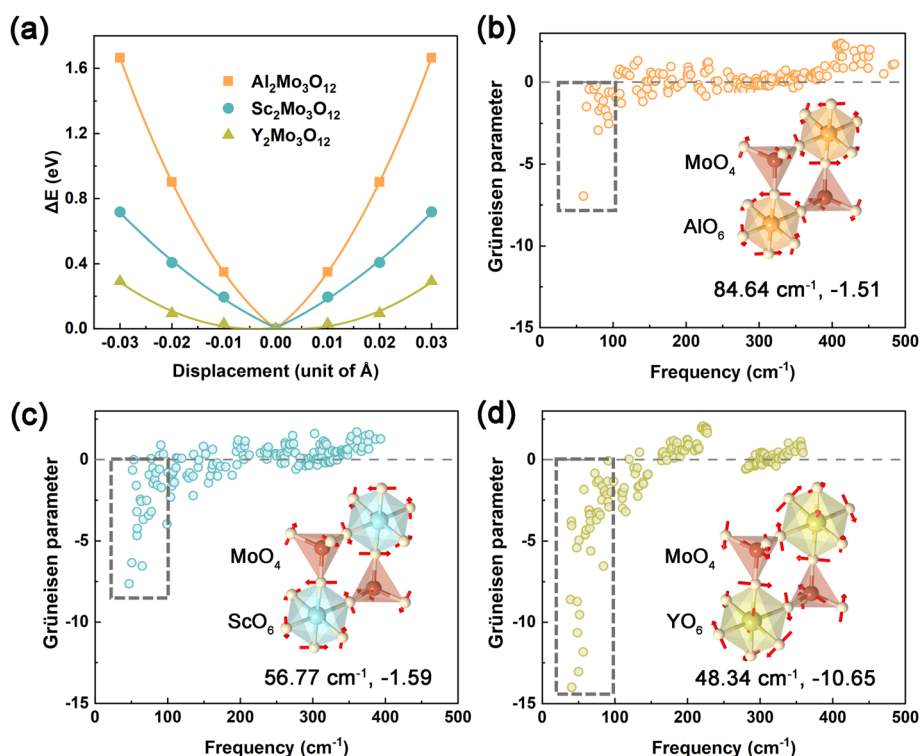 (a)
ΔE (eV)
1.6
1.2
0.8
0.4
0.0
Al₂Mo₃O₁₂
Sc₂Mo₃O₁₂
Y₂Mo₃O₁₂
-0.03 -0.02 -0.01 0.00 0.01 0.02 0.03
Displacement (unit of Å)
(b)
Grüneisen parameter
5
0
-5
-10
-15
MoO₄
AlO₆
84.64 cm⁻¹, -1.51
0 100 200 300 400 500
Frequency (cm⁻¹)
(c)
Grüneisen parameter
5
0
-5
-10
-15
MoO₄
ScO₆
56.77 cm⁻¹, -1.59
0 100 200 300 400 500
Frequency (cm⁻¹)
(d)
Grüneisen parameter
5
0
-5
-10
-15
MoO₄
YO₆
48.34 cm⁻¹, -10.65
0 100 200 300 400 500
Frequency (cm⁻¹)